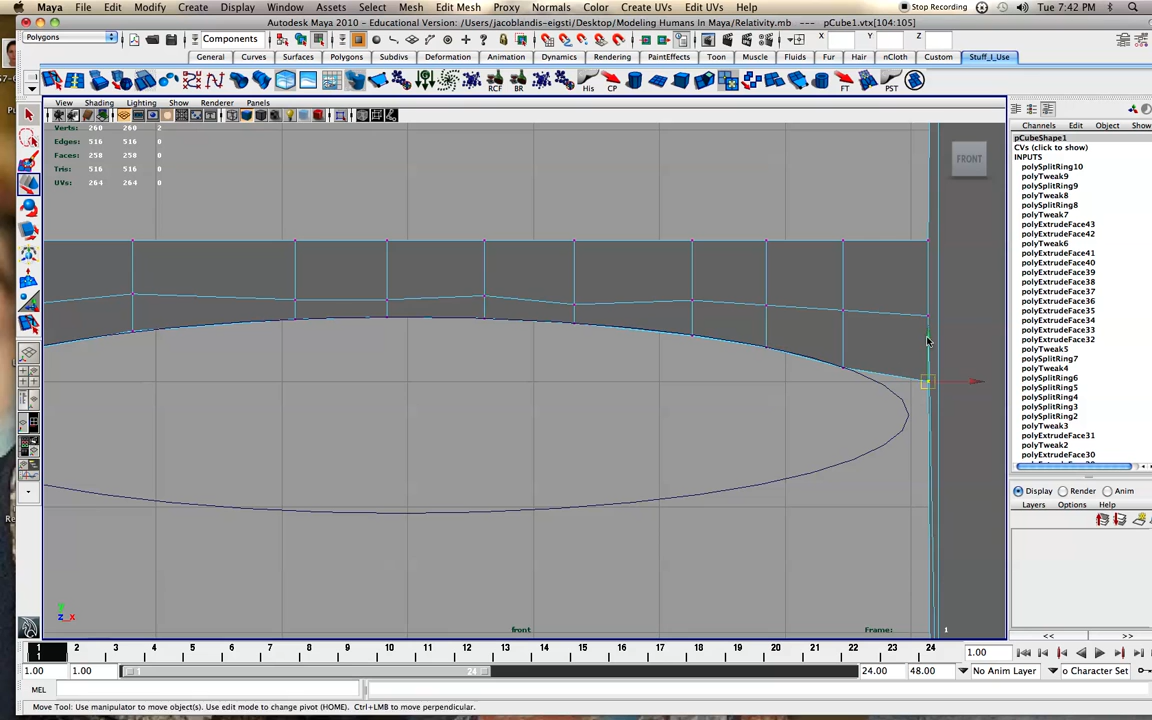 Maya File Edit Modify Create Display Window Assets Select Mesh Edit Mesh Proxy Normals Color Create UVs Edit UVs Stop Recording Tue 7:42 PM
Autodesk Maya 2010 - Educational Version: /Users/jacoblandis-eigsti/Desktop/Modeling Humans In Maya/Relativity.mb --- pCube1.vtx[104:105]
Polygons Components X Y Z
General Curves Surfaces Polygons Subdivs Deformation Animation Dynamics Rendering PaintEffects Toon Muscle Fluids Fur Hair nCloth Custom Stuff_I_Use
RCF BR His CP FT PST
View Shading Lighting Show Renderer Panels
Verts: 260 260 2
Edges: 516 516 0
Faces: 258 258 0
Tris: 516 516 0
UVs: 264 264 0
FRONT
Channels Edit Object Show
pCubeShape1
CVs (click to show)
INPUTS
polySplitRing10
polyTweak9
polySplitRing9
polyTweak8
polySplitRing8
polyTweak7
polyExtrudeFace43
polyExtrudeFace42
polyTweak6
polyExtrudeFace41
polyExtrudeFace40
polyExtrudeFace39
polyExtrudeFace38
polyExtrudeFace37
polyExtrudeFace36
polyExtrudeFace35
polyExtrudeFace34
polyExtrudeFace33
polyExtrudeFace32
polyTweak5
polySplitRing7
polyTweak4
polySplitRing6
polySplitRing5
polySplitRing4
polySplitRing3
polySplitRing2
polyTweak3
polyExtrudeFace31
polyTweak2
polyExtrudeFace30
Display Render Anim
Layers Options Help
y
z x
front
Frame: 1
<< >>
1 2 3 4 5 6 7 8 9 10 11 12 13 14 15 16 17 18 19 20 21 22 23 24 1.00
1.00 1.00 1 24 24.00 48.00 No Anim Layer o Character Set
MEL
Move Tool: Use manipulator to move object(s). Use edit mode to change pivot (HOME). Ctrl+LMB to move perpendicular.